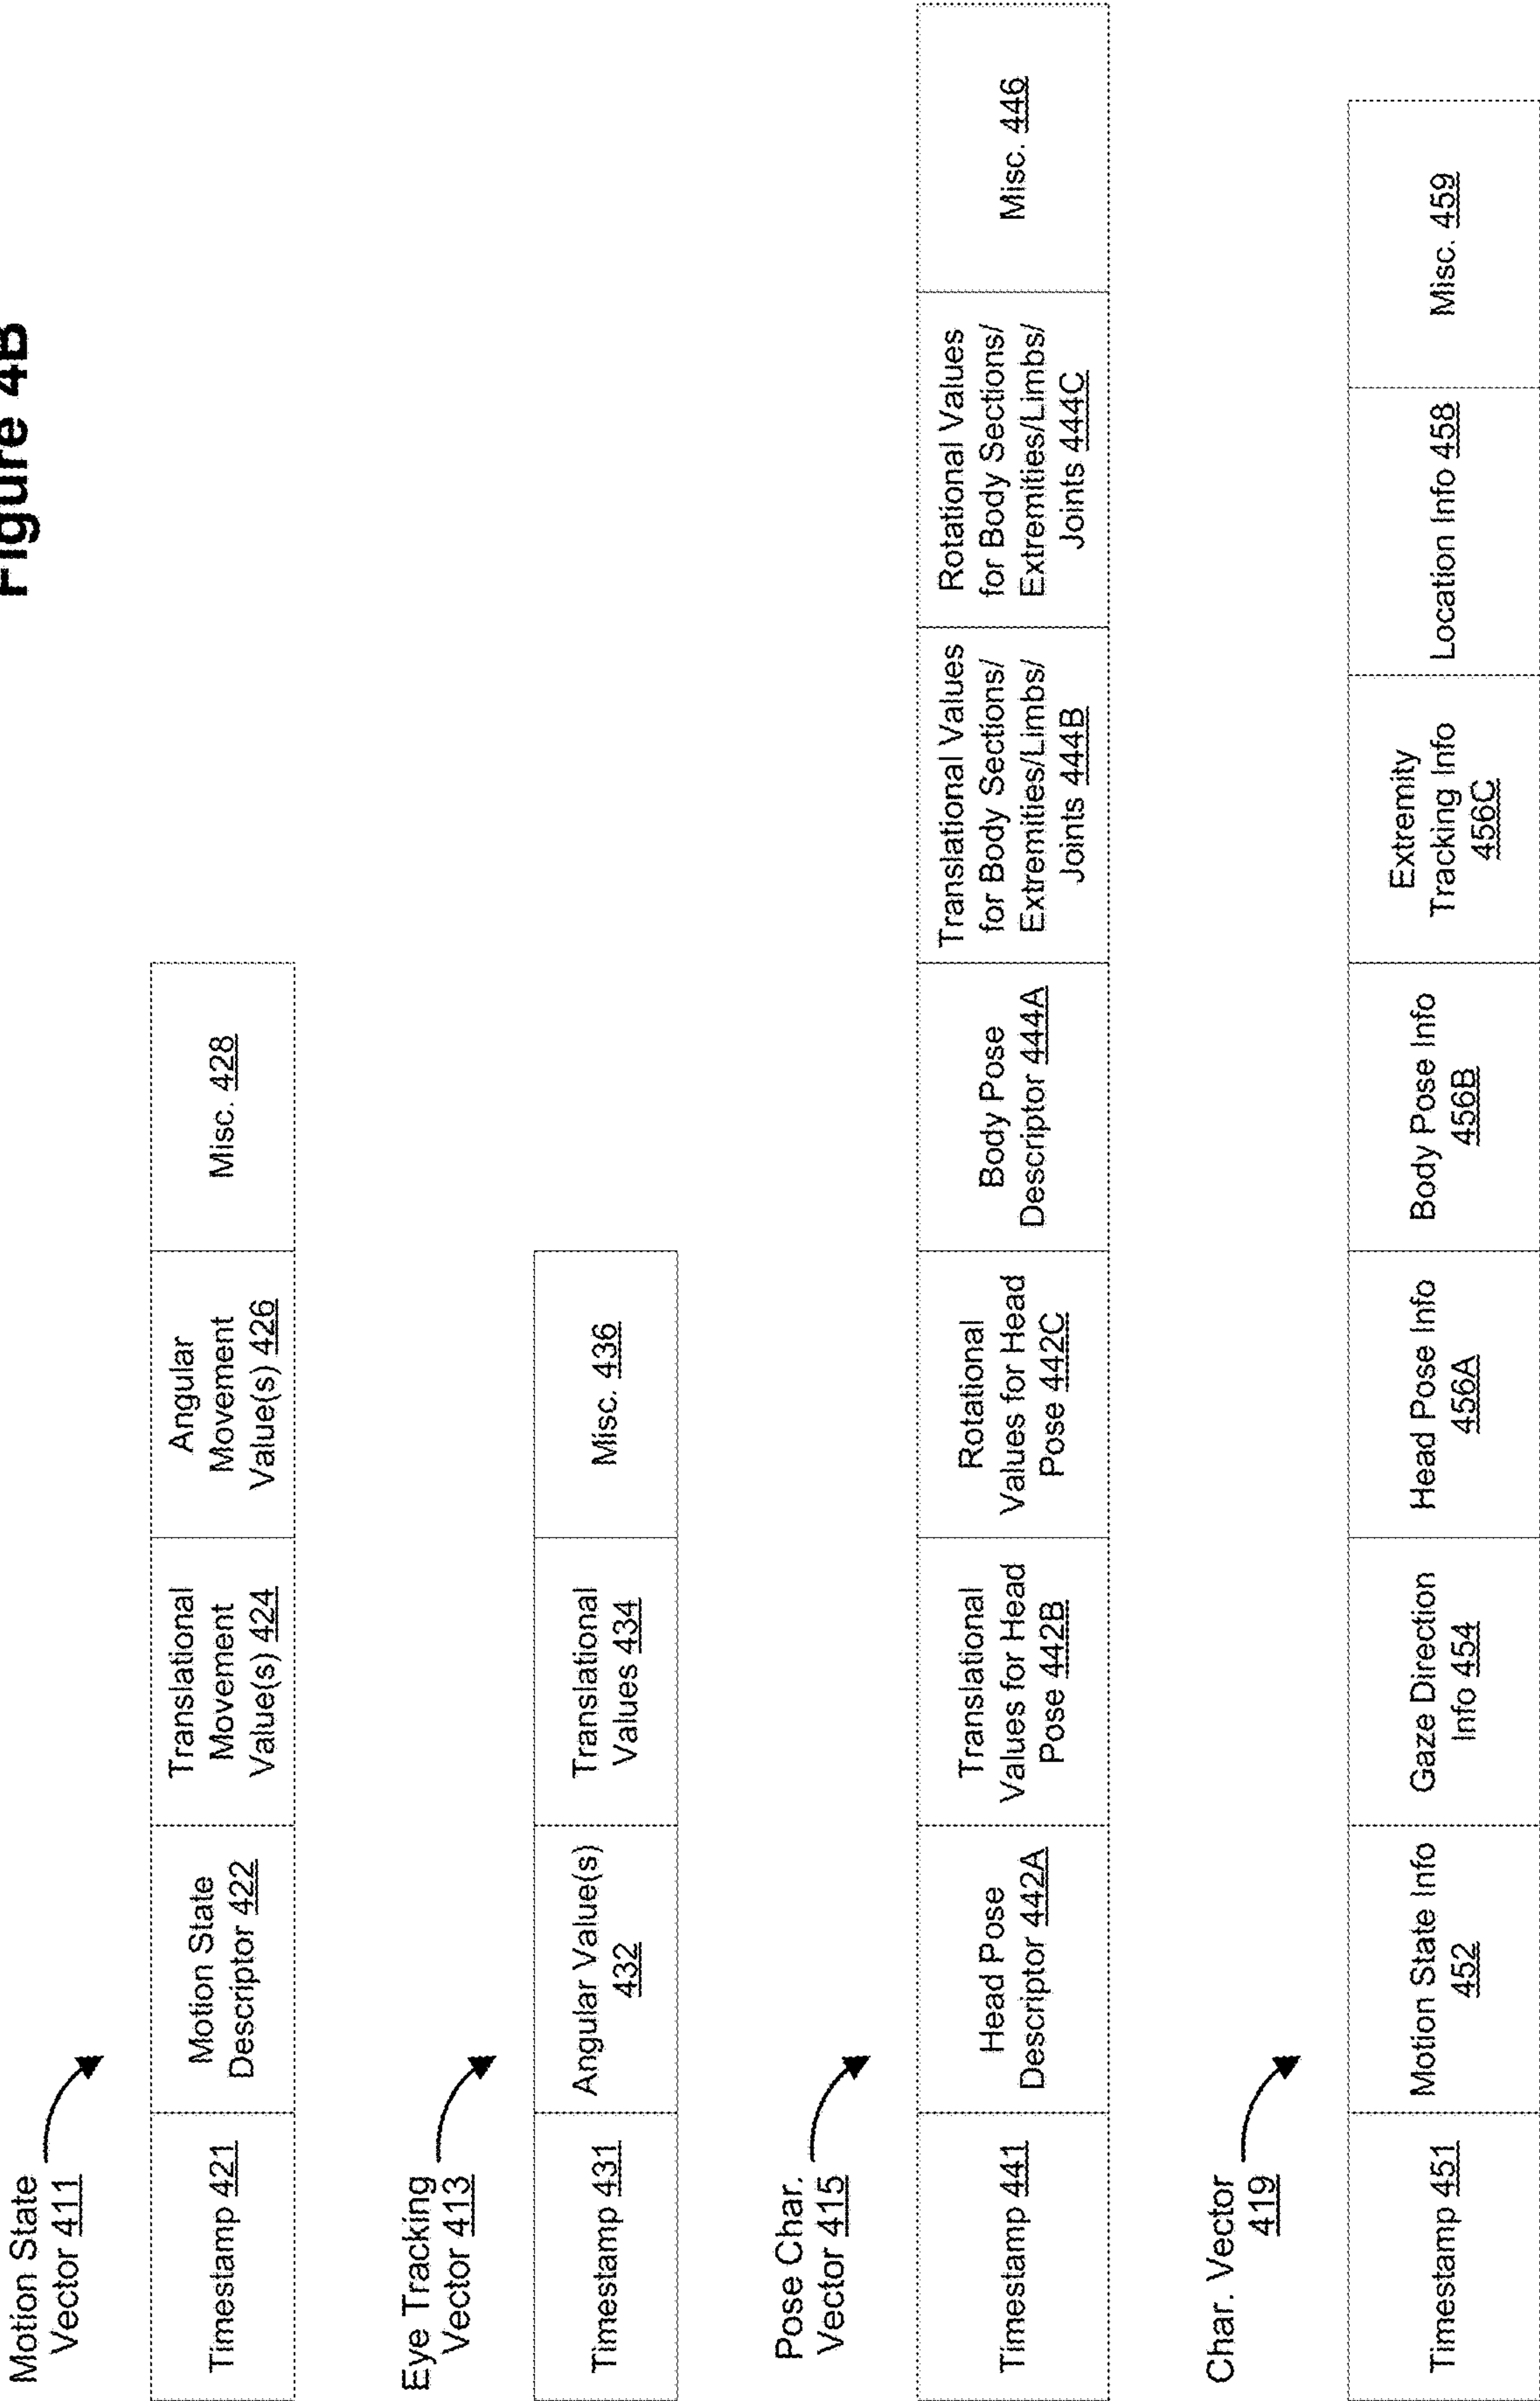 Figure 4B
Motion State
Vector 411
Timestamp 421
Motion State
Descriptor 422
Translational
Movement
Value(s) 424
Angular
Movement
Value(s) 426
Misc. 428
Eye Tracking
Vector 413
Timestamp 431
Angular Value(s)
432
Translational
Values 434
Misc. 436
Pose Char.
Vector 415
Timestamp 441
Head Pose
Descriptor 442A
Translational
Values for Head
Pose 442B
Rotational
Values for Head
Pose 442C
Body Pose
Descriptor 444A
Translational Values
for Body Sections/
Extremities/Limbs/
Joints 444B
Rotational Values
for Body Sections/
Extremities/Limbs/
Joints 444C
Misc. 446
Char. Vector
419
Timestamp 451
Motion State Info
452
Gaze Direction
Info 454
Head Pose Info
456A
Body Pose Info
456B
Extremity
Tracking Info
456C
Location Info 458
Misc. 459